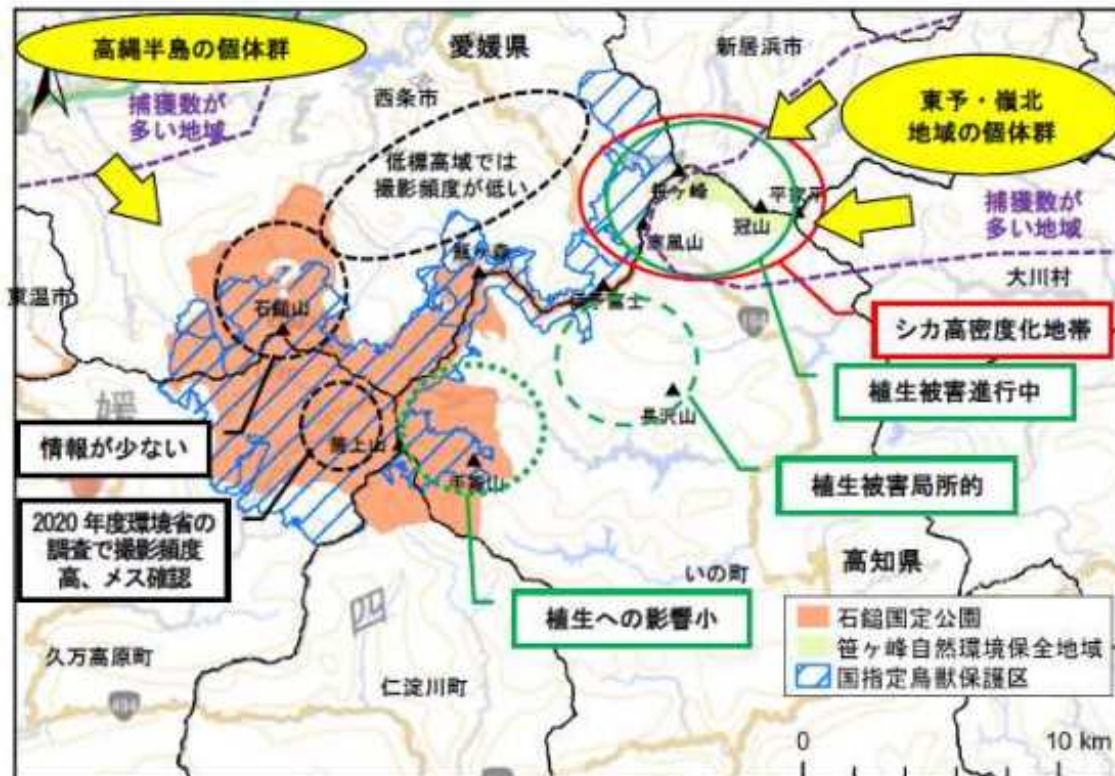 高縄半島の個体群
愛媛県
新居浜市
捕獲数が
多い地域
西条市
東予・嶺北
地域の個体群
低標高域では
撮影頻度が低い
笹ヶ峰
平家平
冠山
捕獲数が
多い地域
寒風山
瓶ヶ森
大川村
東温市
石鎚山
伊予富士
194
シカ高密度化地帯
植生被害進行中
長沢山
媛
情報が少ない
筒上山
手箱山
植生被害局所的
2020 年度環境省の
調査で撮影頻度
高、メス確認
いの町
高知県
植生への影響小
四
石鎚国定公園
笹ヶ峰自然環境保全地域
国指定鳥獣保護区
久万高原町
仁淀川町
494
0 10 km